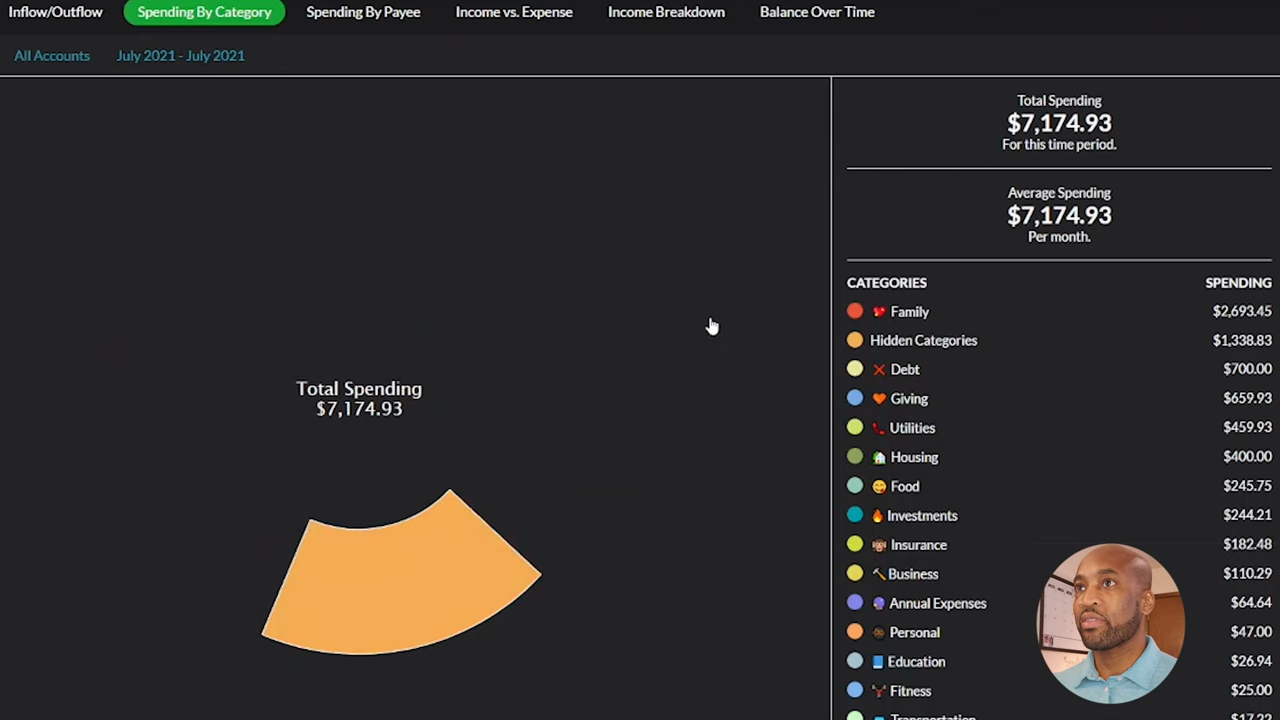 Inflow/Outflow Spending By Category Spending By Payee Income vs. Expense Income Breakdown Balance Over Time
All Accounts July 2021 - July 2021
Total Spending
$7,174.93
For this time period.
Average Spending
$7,174.93
Per month.
CATEGORIES SPENDING
Family $2,693.45
Hidden Categories $1,338.83
Debt $700.00
Giving $659.93
Utilities $459.93
Housing $400.00
Food $245.75
Investments $244.21
Insurance $182.48
Business $110.29
Annual Expenses $64.64
Personal $47.00
Education $26.94
Fitness $25.00
Transportation $17.22
Total Spending
$7,174.93